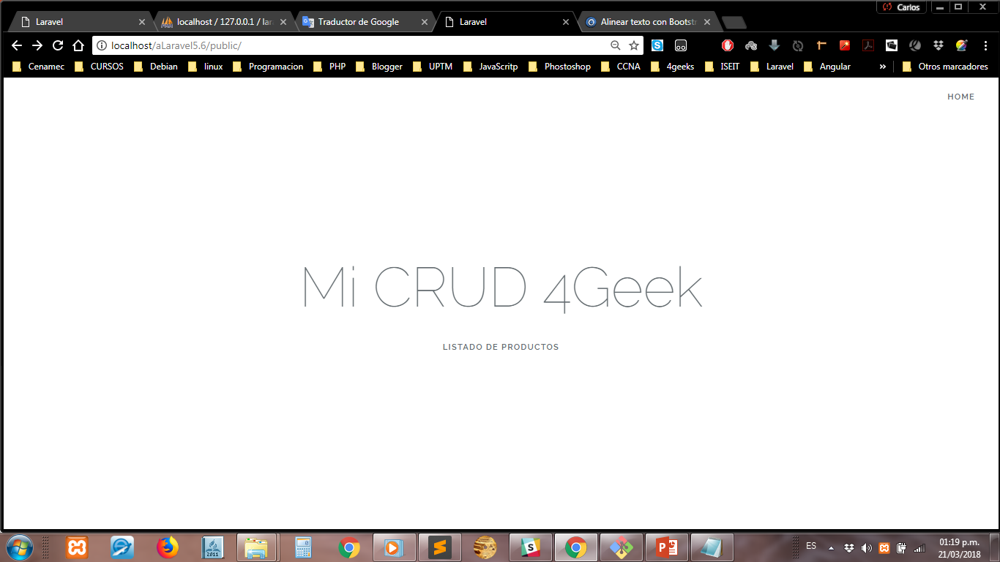 Carlos
Laravel
localhost / 127.0.0.1 / lar
Traductor de Google
Laravel
Alinear texto con Bootstr
localhost/aLaravel5.6/public/
Cenamec
CURSOS
Debian
linux
Programacion
PHP
Blogger
UPTM
JavaScritp
Phostoshop
CCNA
4geeks
ISEIT
Laravel
Angular
»
Otros marcadores
HOME
Mi CRUD 4Geek
LISTADO DE PRODUCTOS
2011
ES
01:19 p.m.
21/03/2018